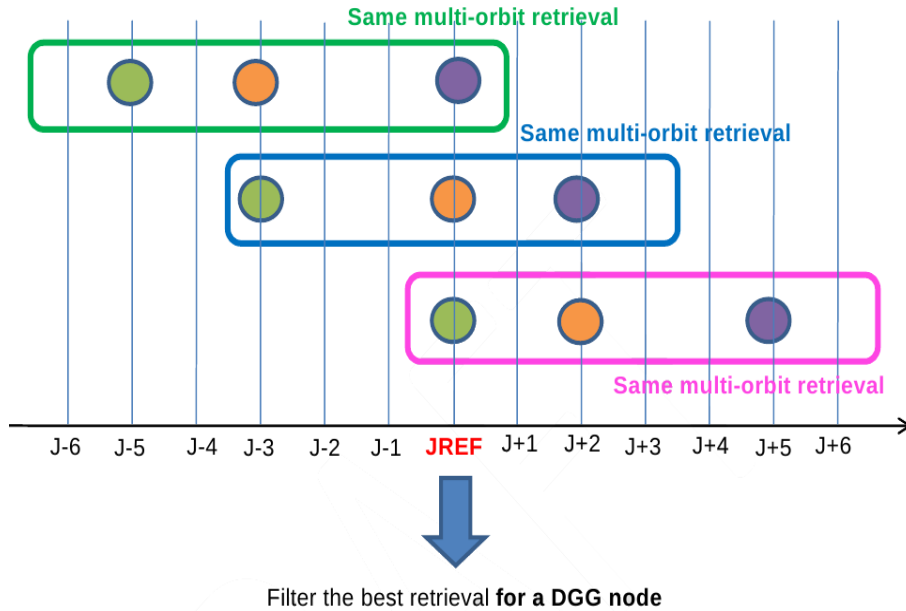 Same multi-orbit retrieval
Same multi-orbit retrieval
Same multi-orbit retrieval
J-6 J-5 J-4 J-3 J-2 J-1 JREF J+1 J+2 J+3 J+4 J+5 J+6
Filter the best retrieval for a DGG node